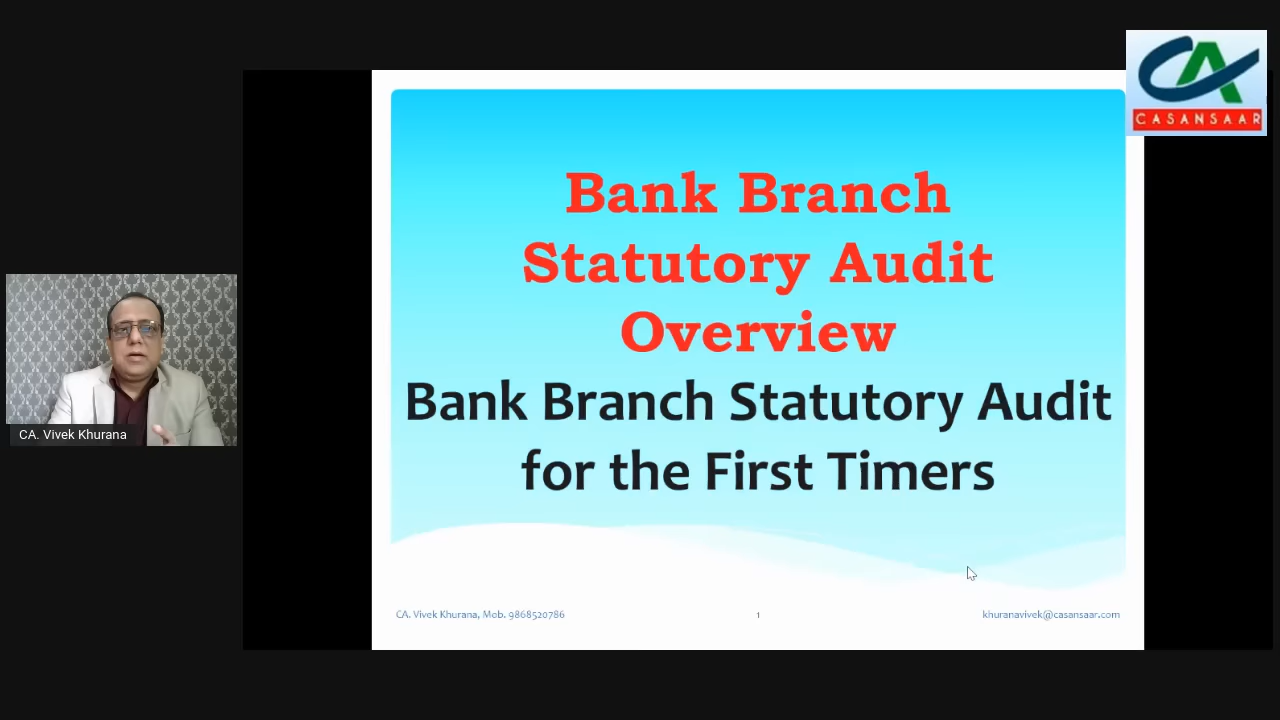 CASANSAAR
Bank Branch
Statutory Audit
Overview
Bank Branch Statutory Audit
for the First Timers
CA. Vivek Khurana
CA. Vivek Khurana, Mob. 9868520786
1
khuranavivek@casansaar.com